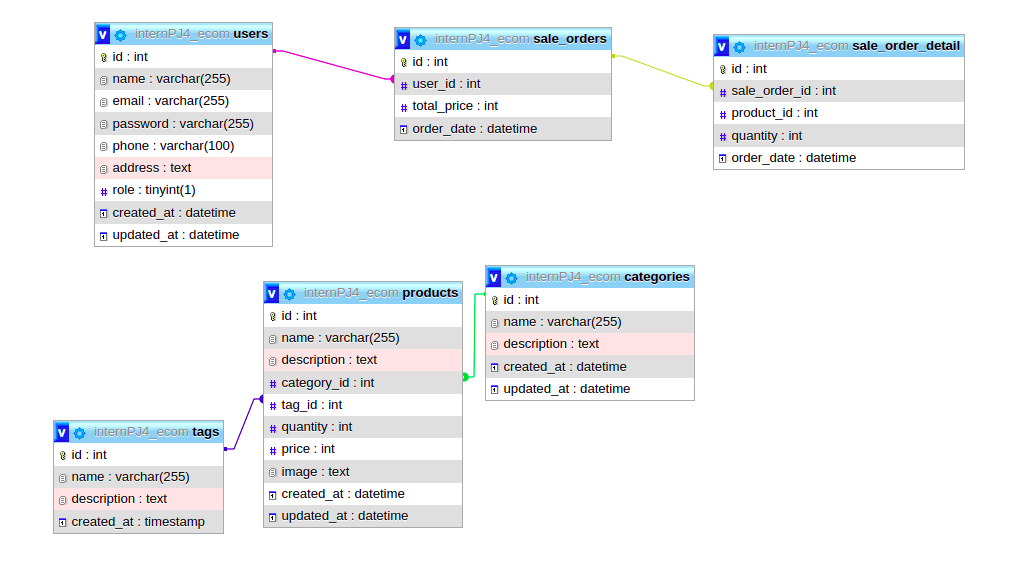 v internPJ4_ecom users
id : int
name : varchar(255)
email : varchar(255)
password : varchar(255)
phone : varchar(100)
address : text
# role : tinyint(1)
created_at : datetime
updated_at : datetime
v internPJ4_ecom sale_orders
id : int
# user_id : int
# total_price : int
order_date : datetime
v internPJ4_ecom sale_order_detail
id : int
# sale_order_id : int
# product_id : int
# quantity : int
order_date : datetime
v internPJ4_ecom products
id : int
name : varchar(255)
description : text
# category_id : int
# tag_id : int
# quantity : int
# price : int
image : text
created_at : datetime
updated_at : datetime
v internPJ4_ecom categories
id : int
name : varchar(255)
description : text
created_at : datetime
updated_at : datetime
v internPJ4_ecom tags
id : int
name : varchar(255)
description : text
created_at : timestamp